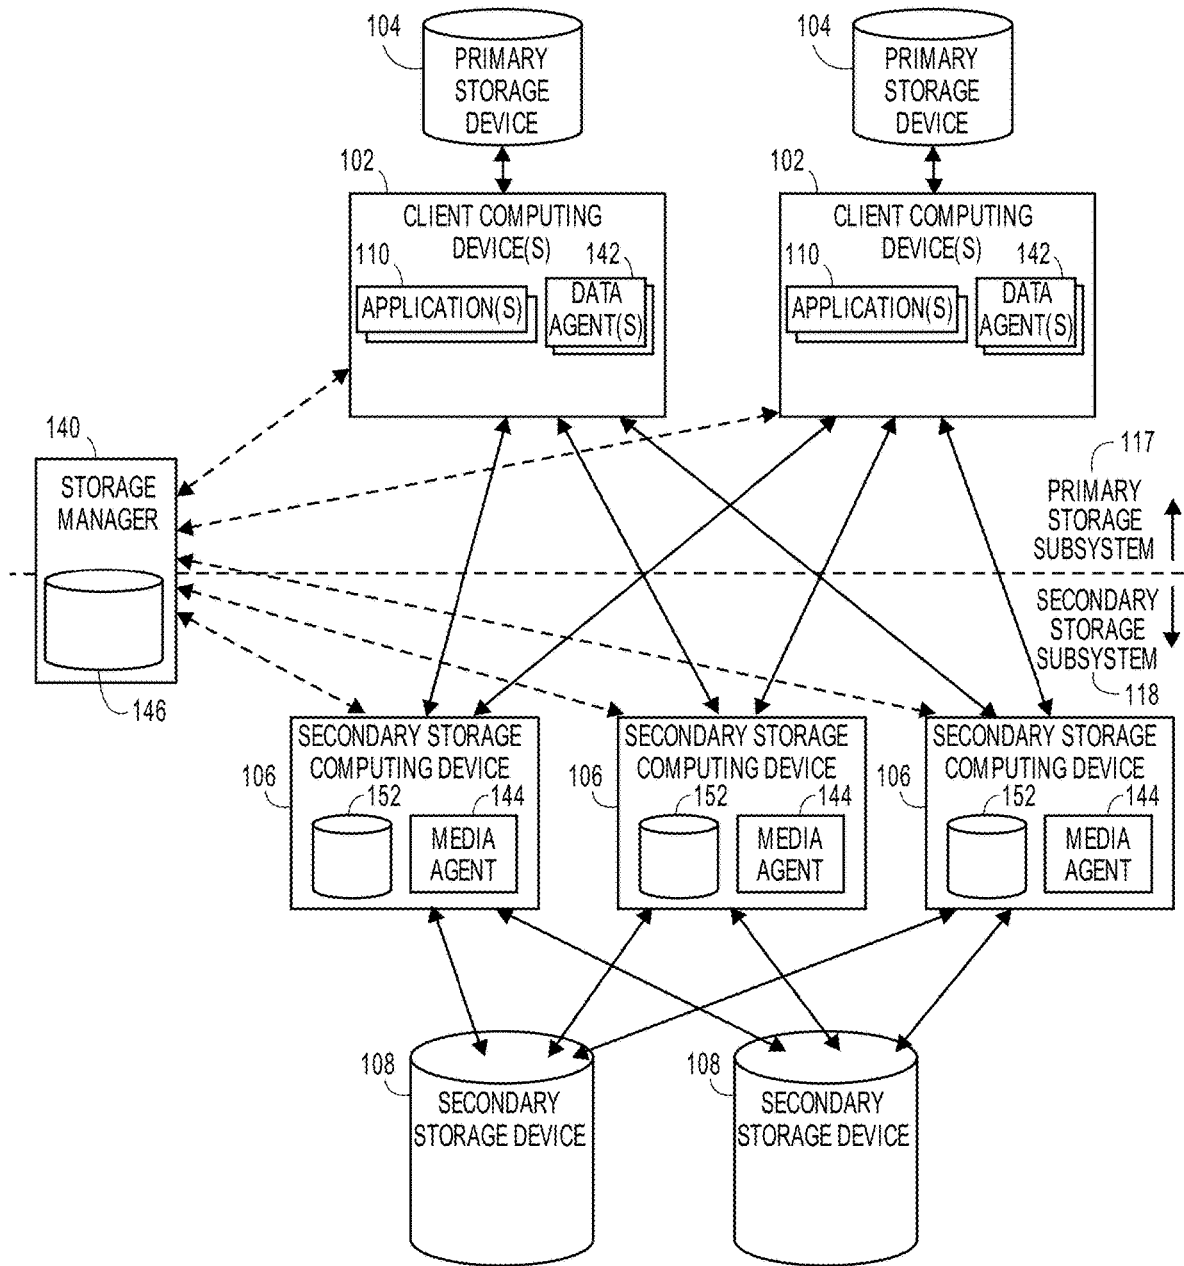 104
PRIMARY
STORAGE
DEVICE
104
PRIMARY
STORAGE
DEVICE
102
CLIENT COMPUTING
DEVICE(S)
110
APPLICATION(S)
142
DATA
AGENT(S)
102
CLIENT COMPUTING
DEVICE(S)
110
APPLICATION(S)
142
DATA
AGENT(S)
140
STORAGE
MANAGER
146
117
PRIMARY
STORAGE
SUBSYSTEM
SECONDARY
STORAGE
SUBSYSTEM
118
SECONDARY STORAGE
COMPUTING DEVICE
106
152
144
MEDIA
AGENT
SECONDARY STORAGE
COMPUTING DEVICE
106
152
144
MEDIA
AGENT
SECONDARY STORAGE
COMPUTING DEVICE
106
152
144
MEDIA
AGENT
108
SECONDARY
STORAGE DEVICE
108
SECONDARY
STORAGE DEVICE